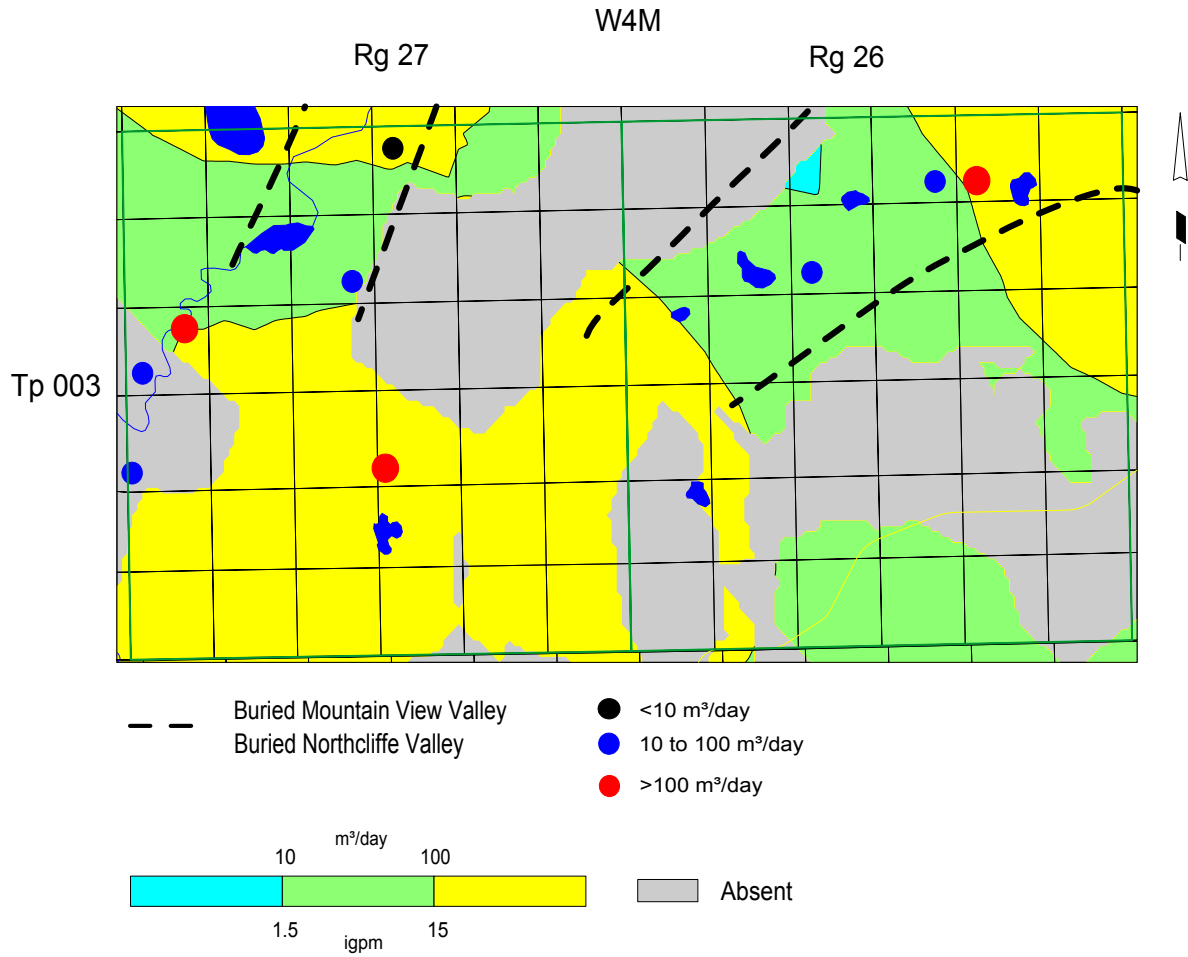 W4M
Rg 27
Rg 26
Tp 003
Buried Mountain View Valley
Buried Northcliffe Valley
<10 m³/day
10 to 100 m³/day
>100 m³/day
m³/day
10
100
1.5
15
igpm
Absent